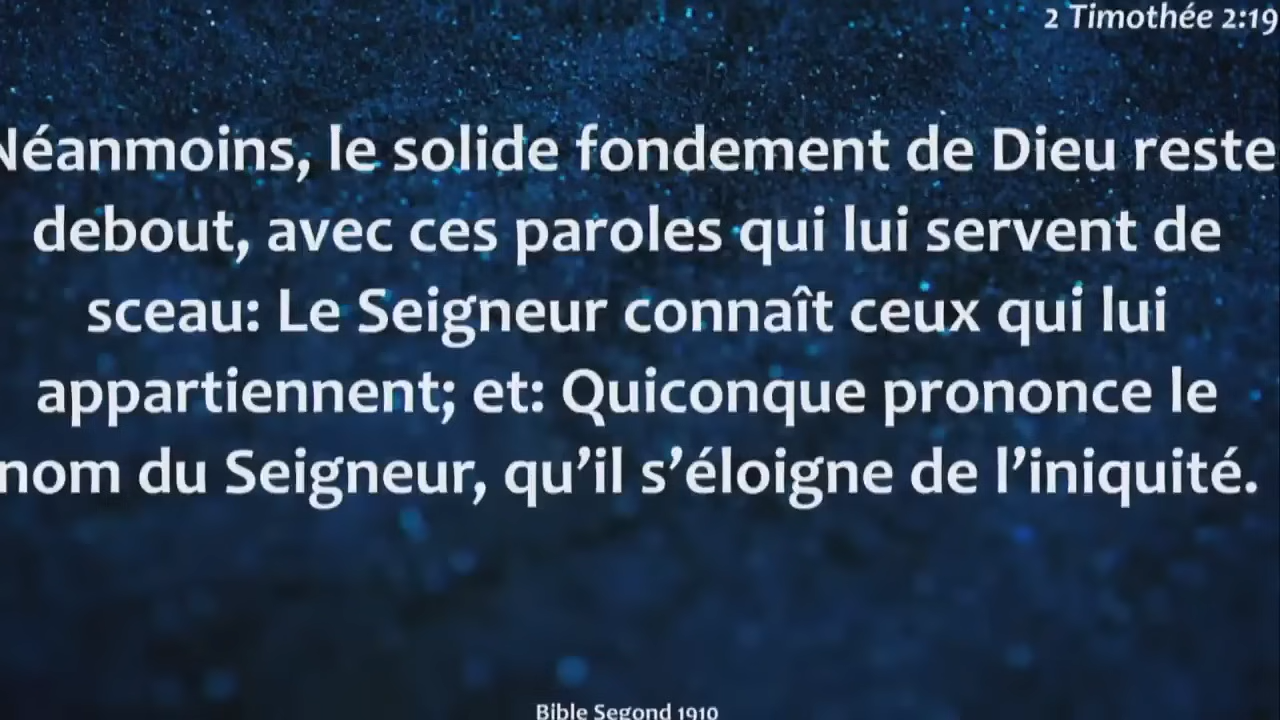 2 Timothée 2:19
Néanmoins, le solide fondement de Dieu reste
debout, avec ces paroles qui lui servent de
sceau: Le Seigneur connaît ceux qui lui
appartiennent; et: Quiconque prononce le
nom du Seigneur, qu’il s’éloigne de l’iniquité.
Bible Segond 1910